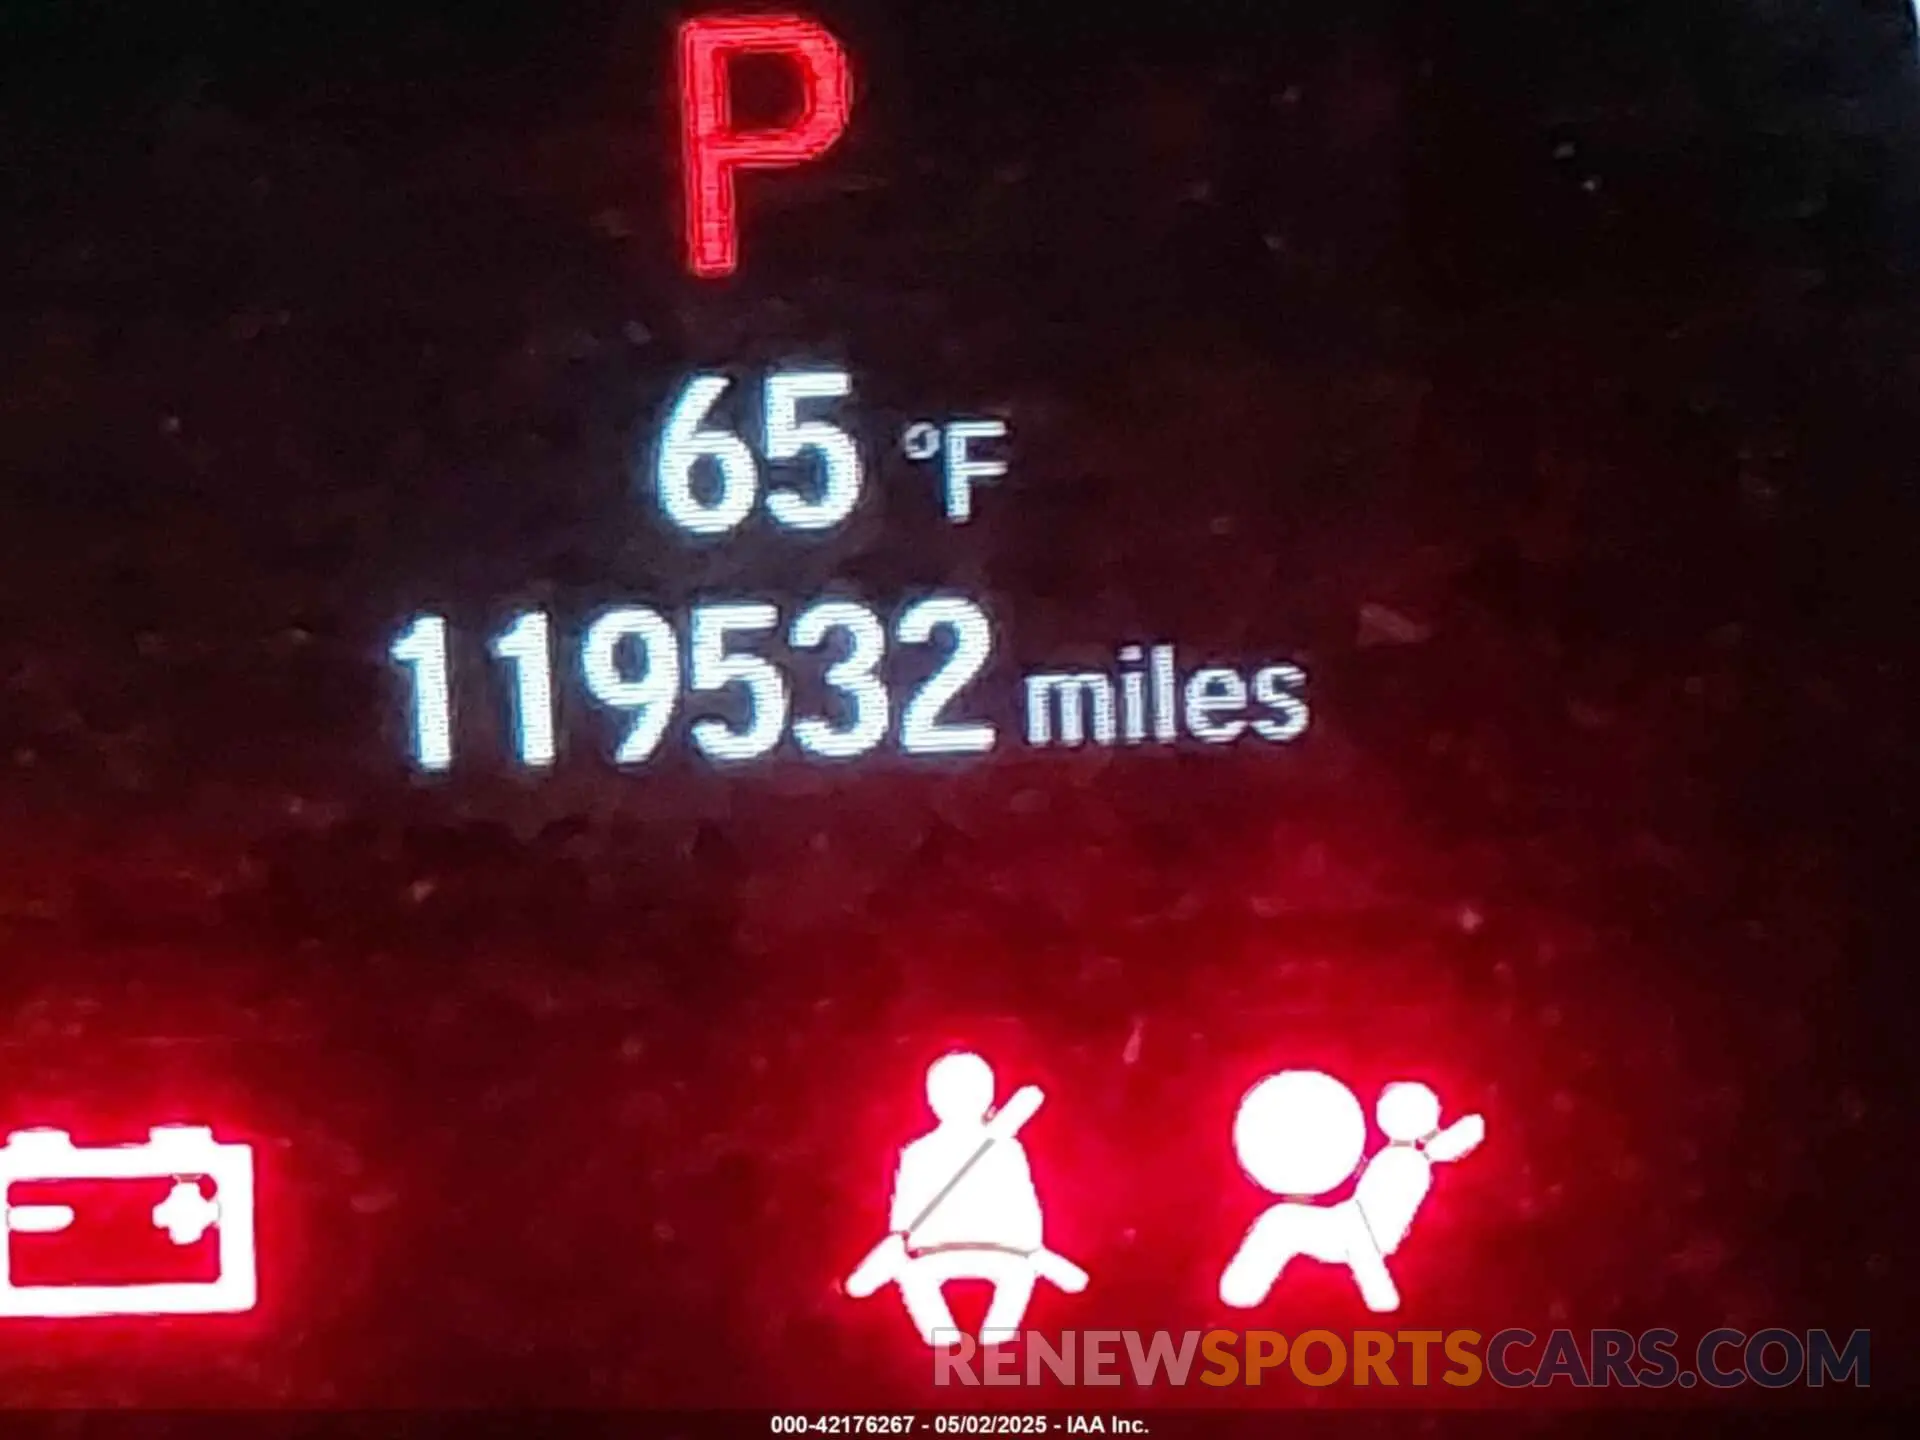 P
65 °F
119532 miles
RENEWSPORTSCARS.COM
000-42176267 - 05/02/2025 - IAA Inc.